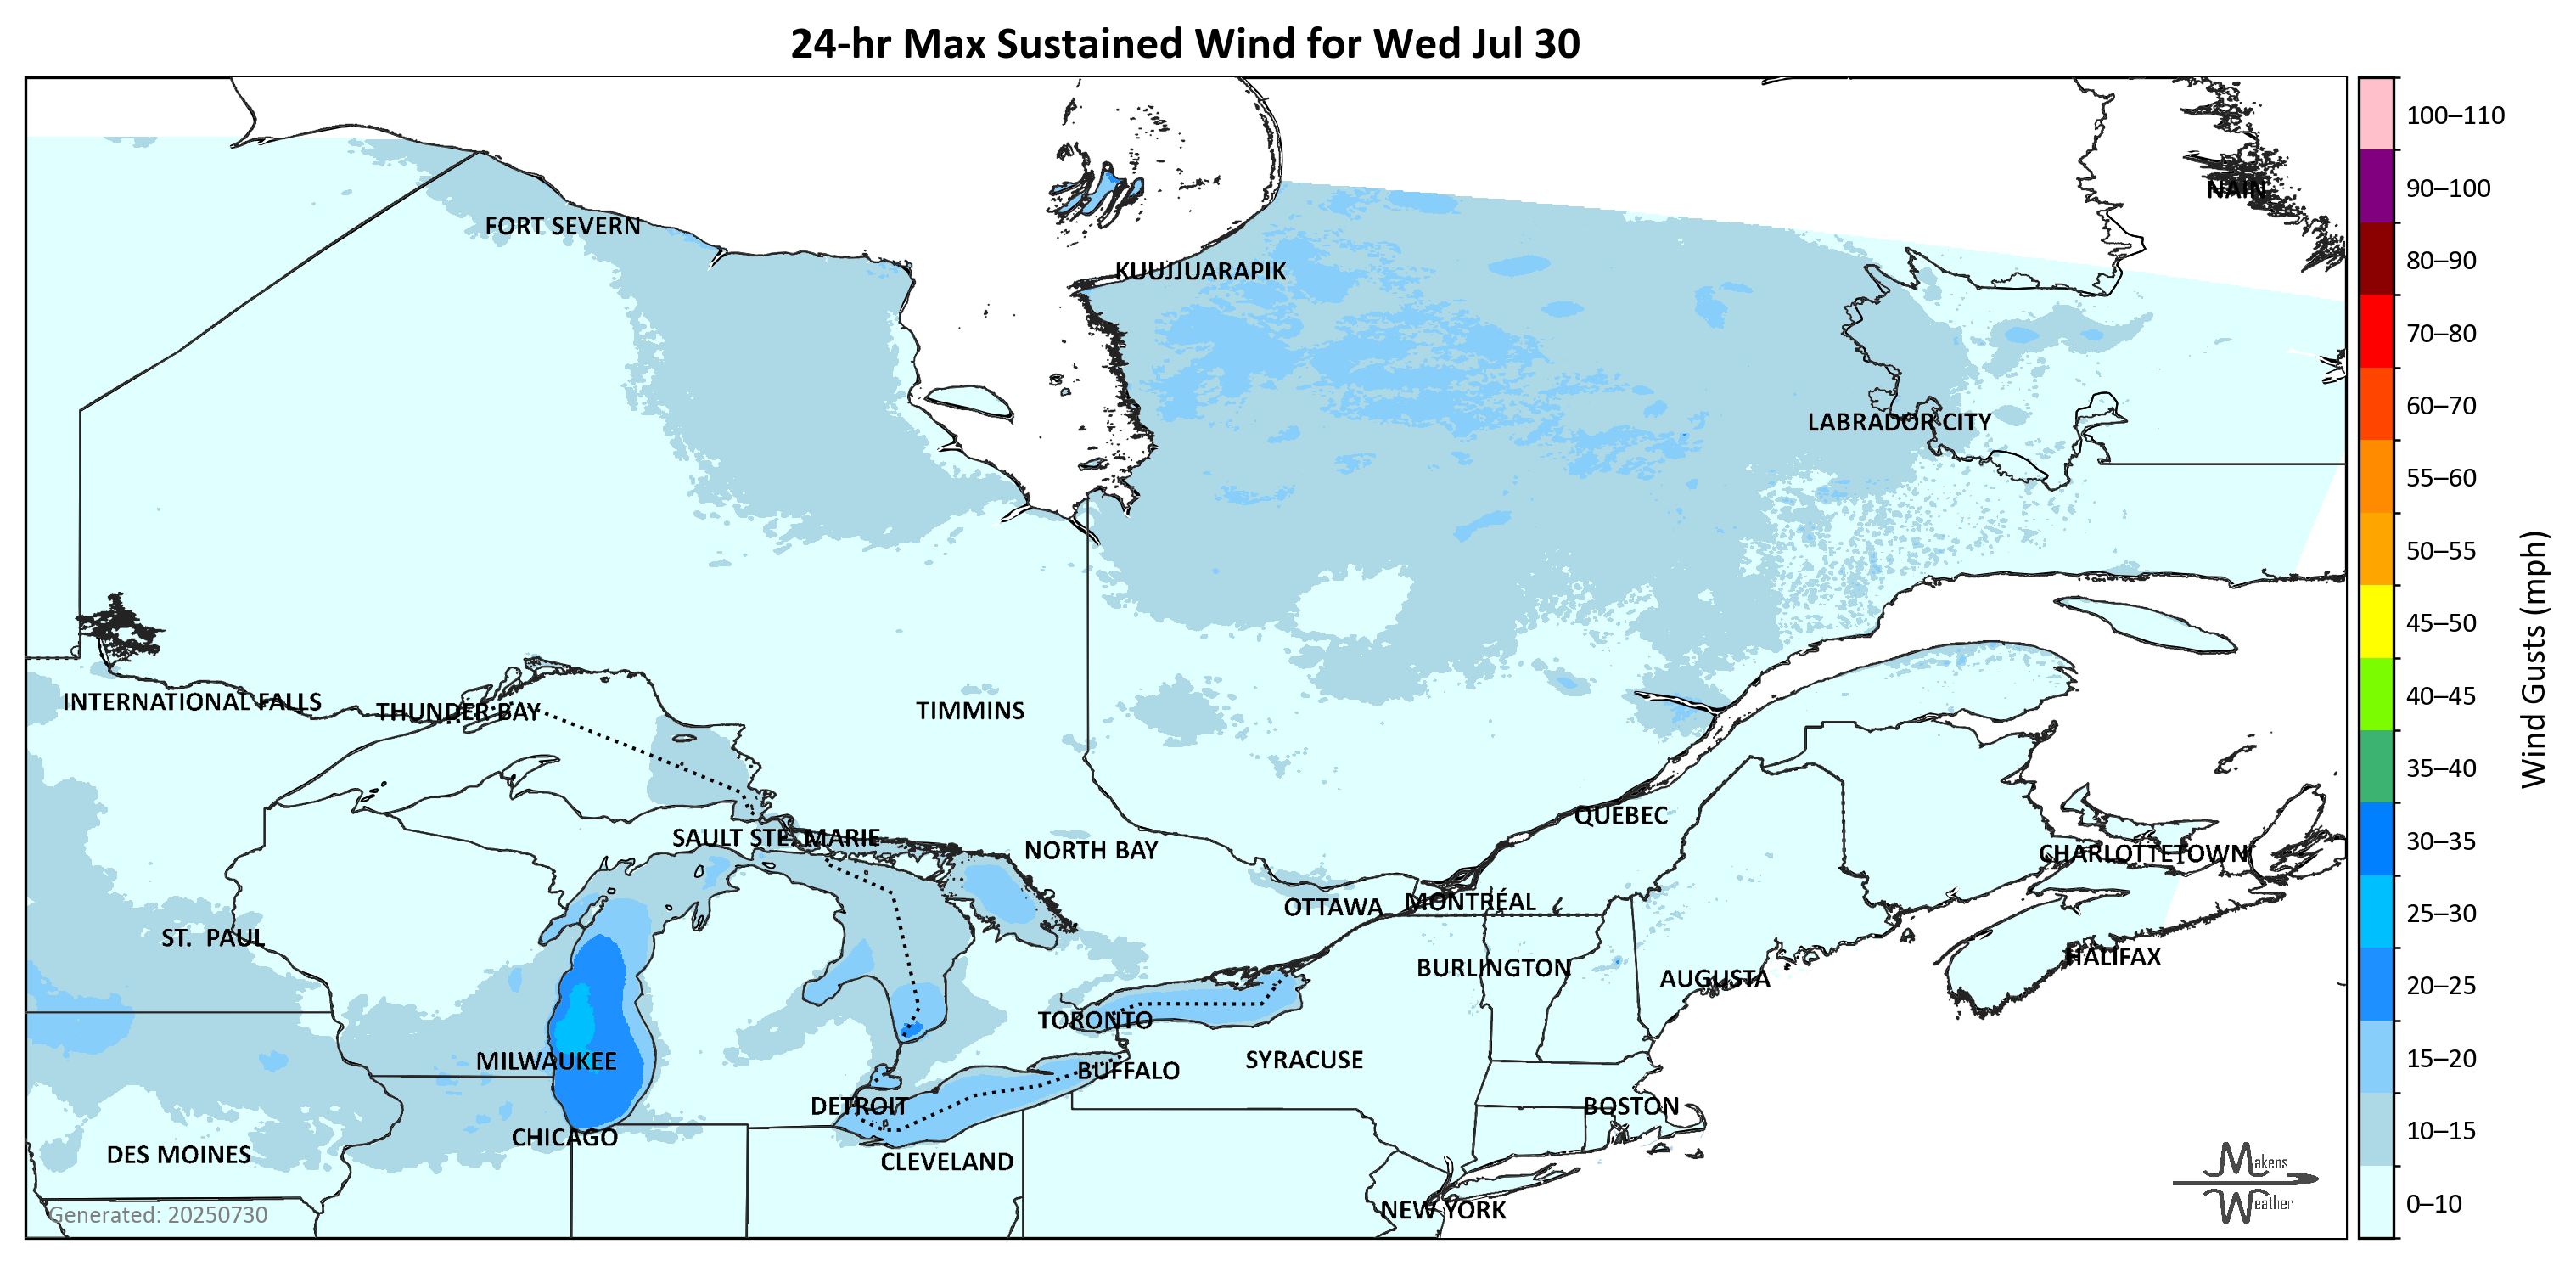 24-hr Max Sustained Wind for Wed Jul 30
100–110
90–100
NAIN
FORT SEVERN
80–90
KUUJJUARAPIK
70–80
60–70
LABRADOR CITY
55–60
50–55
45–50
Wind Gusts (mph)
40–45
INTERNATIONAL FALLS
THUNDER BAY
TIMMINS
35–40
QUÉBEC
SAULT STE. MARIE
30–35
NORTH BAY
CHARLOTTETOWN
OTTAWA
MONTRÉAL
25–30
ST. PAUL
HALIFAX
BURLINGTON
AUGUSTA
20–25
TORONTO
MILWAUKEE
SYRACUSE
BUFFALO
15–20
DETROIT
BOSTON
CHICAGO
10–15
DES MOINES
CLEVELAND
Makens
Weather
0–10
NEW YORK
Generated: 20250730